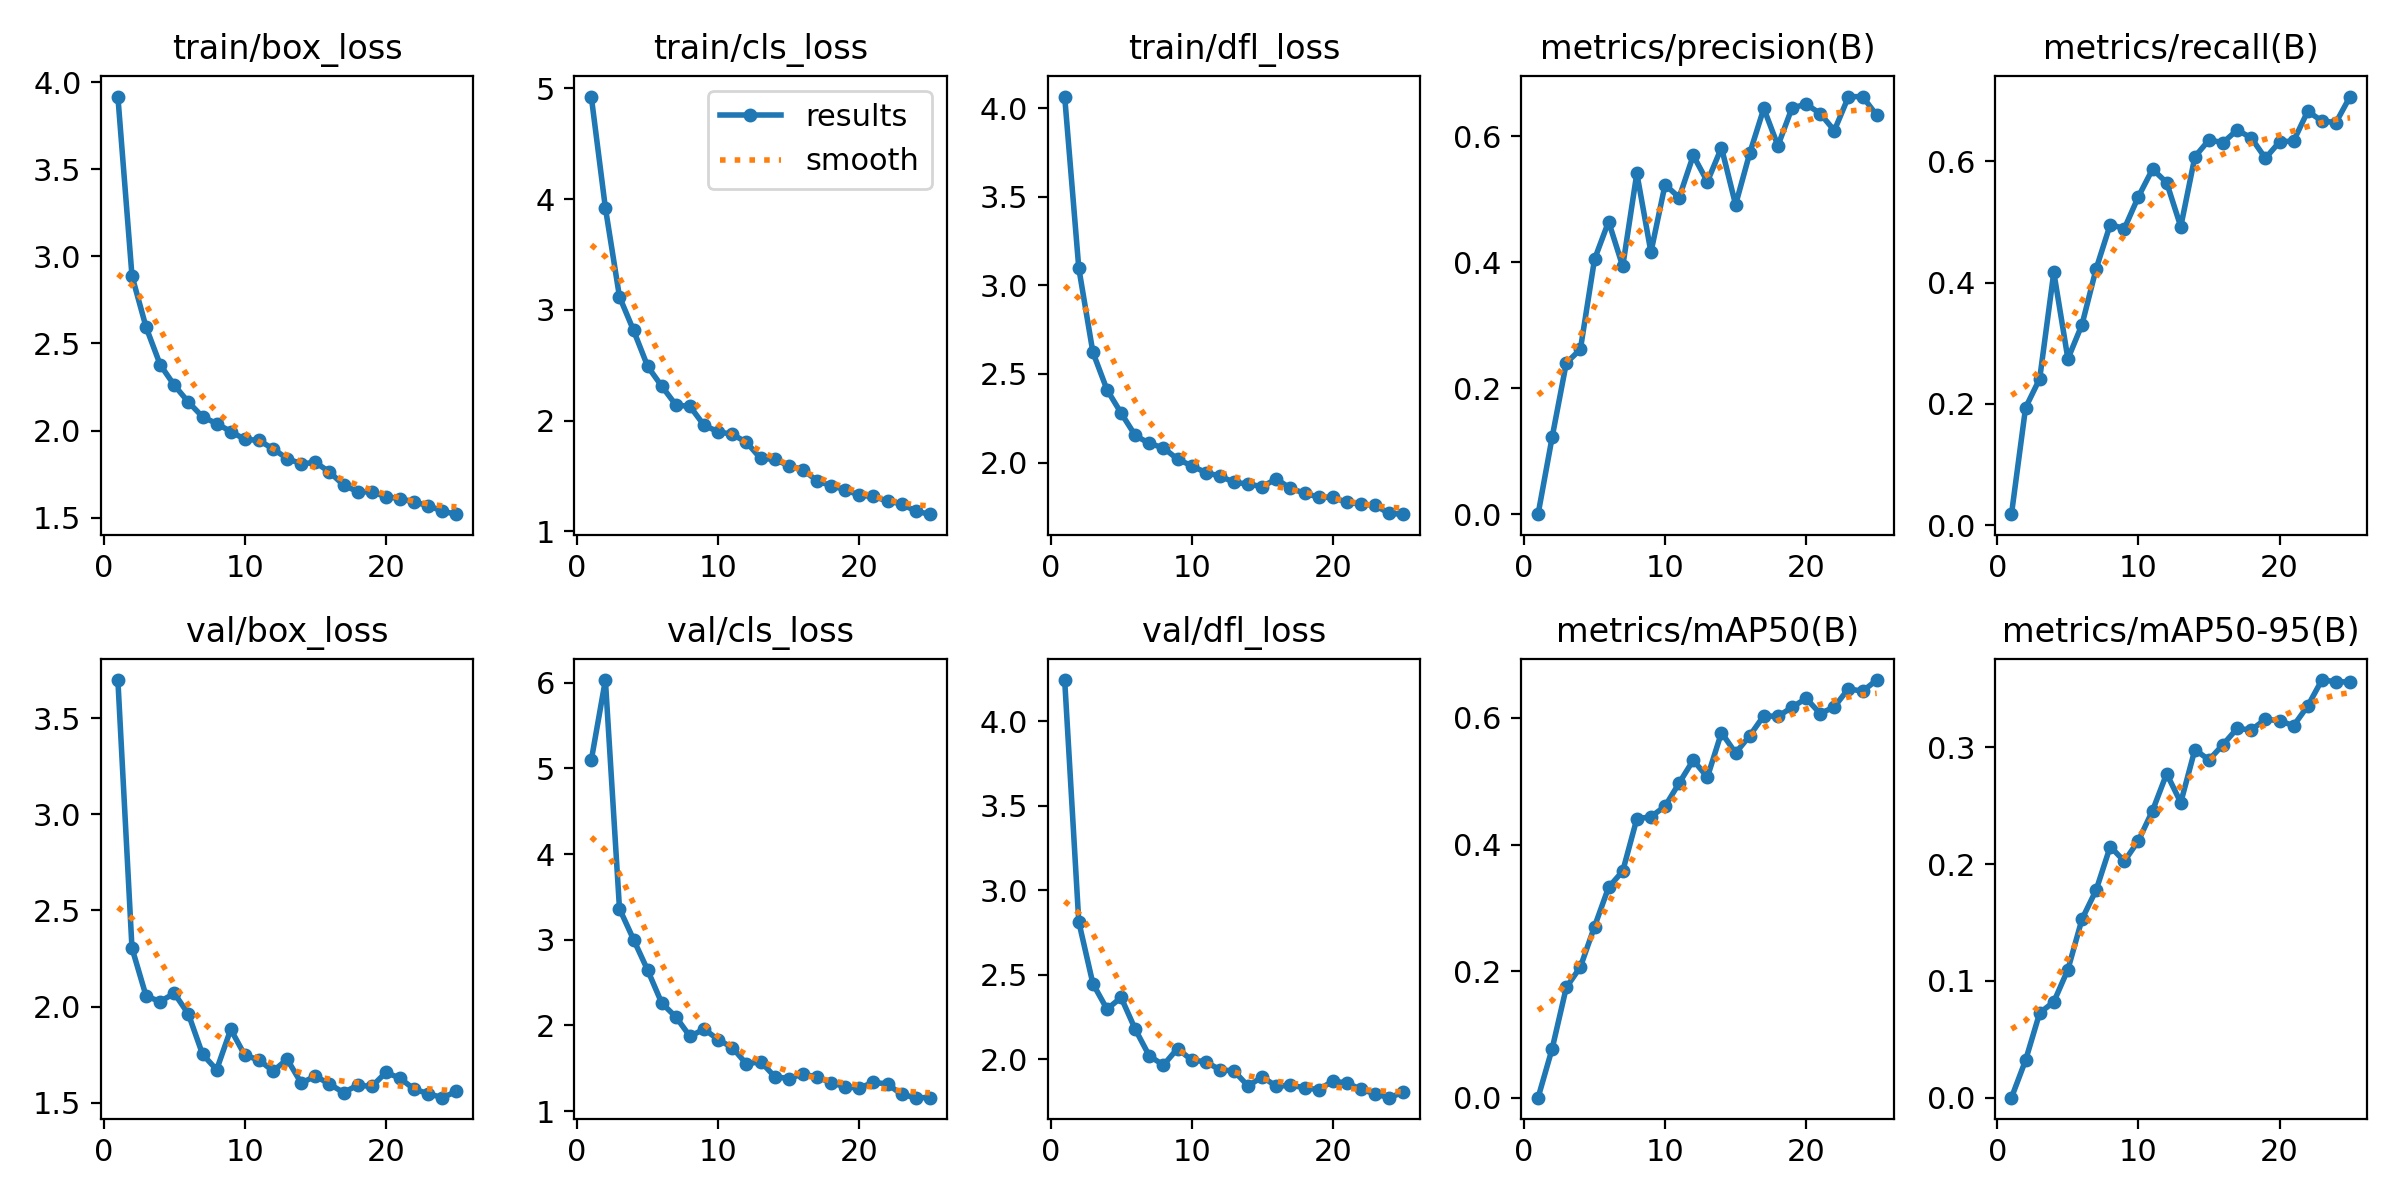 train/box_loss
4.0
3.5
3.0
2.5
2.0
1.5
0 10 20
train/cls_loss
results
smooth
5
4
3
2
1
0 10 20
train/dfl_loss
4.0
3.5
3.0
2.5
2.0
0 10 20
metrics/precision(B)
0.6
0.4
0.2
0.0
0 10 20
metrics/recall(B)
0.6
0.4
0.2
0.0
0 10 20
val/box_loss
3.5
3.0
2.5
2.0
1.5
0 10 20
val/cls_loss
6
5
4
3
2
1
0 10 20
val/dfl_loss
4.0
3.5
3.0
2.5
2.0
0 10 20
metrics/mAP50(B)
0.6
0.4
0.2
0.0
0 10 20
metrics/mAP50-95(B)
0.3
0.2
0.1
0.0
0 10 20